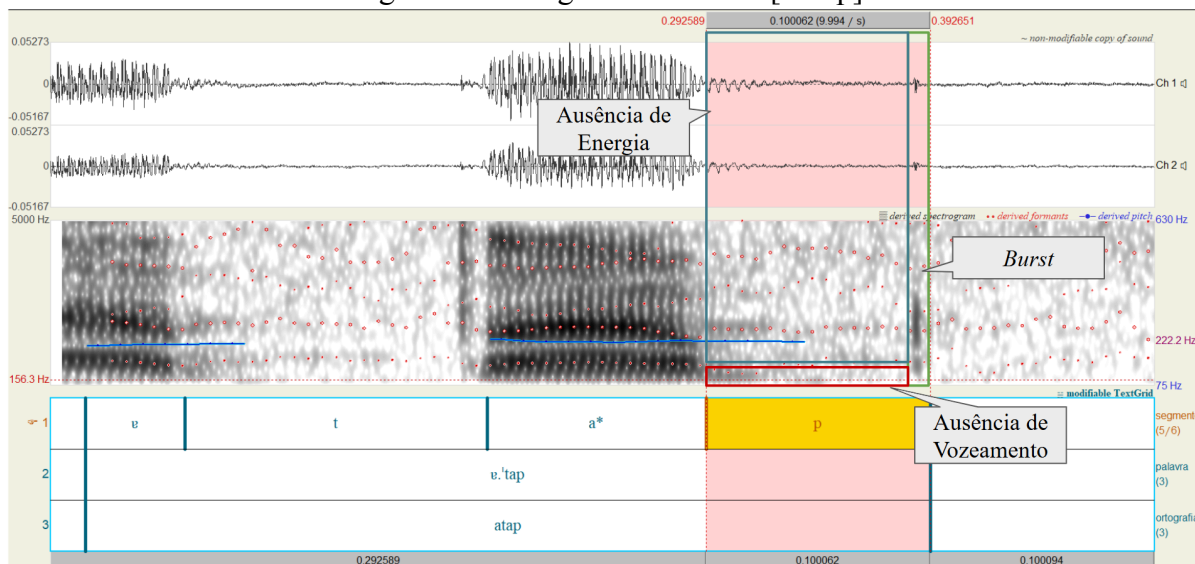 0.292589
0.100062 (9.994 / s)
0.392651
0.05273
~ non-modifiable copy of sound
0
Ch 1
-0.05167
0.05273
Ausência de
Energia
0
Ch 2
-0.05167
5000 Hz
derived spectrogram
derived formants
derived pitch
630 Hz
Burst
222.2 Hz
156.3 Hz
75 Hz
modifiable TextGrid
1
ɐ
t
a*
p
segmento
(5/6)
Ausência de
Vozeamento
2
ɐ.ˈtap
palavra
(3)
3
atap
ortografia
(3)
0.292589
0.100062
0.100094